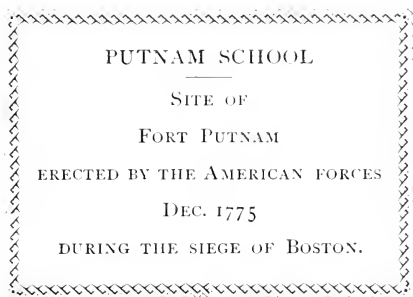 PUTNAM SCHOOL
SITE OF
FORT PUTNAM
ERECTED BY THE AMERICAN FORCES
DEC. 1775
DURING THE SIEGE OF BOSTON.